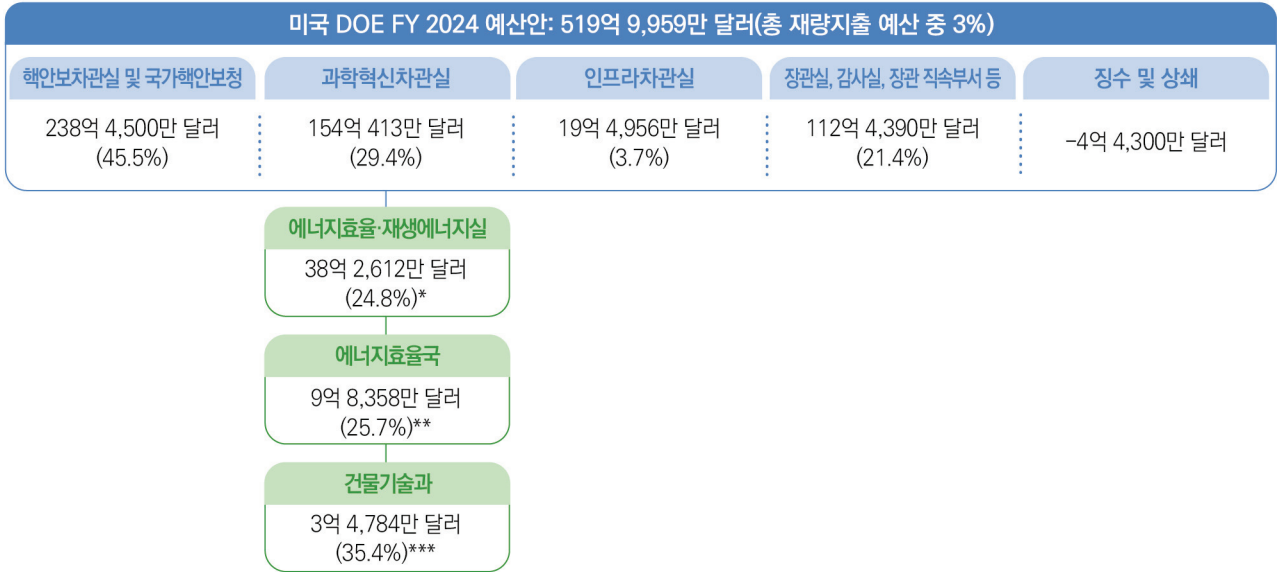 미국 DOE FY 2024 예산안: 519억 9,959만 달러(총 재량지출 예산 중 3%)
핵안보차관실 및 국가핵안보청
238억 4,500만 달러
(45.5%)
과학혁신차관실
154억 413만 달러
(29.4%)
인프라차관실
19억 4,956만 달러
(3.7%)
장관실, 감사실, 장관 직속부서 등
112억 4,390만 달러
(21.4%)
징수 및 상쇄
-4억 4,300만 달러
에너지효율·재생에너지실
38억 2,612만 달러
(24.8%)*
에너지효율국
9억 8,358만 달러
(25.7%)**
건물기술과
3억 4,784만 달러
(35.4%)***